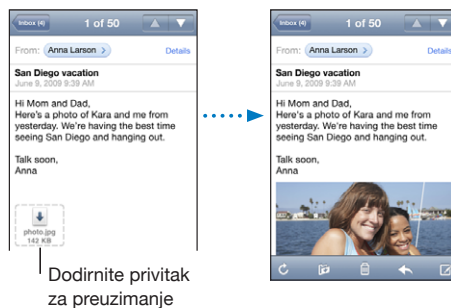 Inbox (4) 1 of 50
From: Anna Larson Details
San Diego vacation
June 9, 2009 9:39 AM
Hi Mom and Dad,
Here's a photo of Kara and me from
yesterday. We're having the best time
seeing San Diego and hanging out.
Talk soon,
Anna
photo.jpg
142 KB
Dodirnite privitak
za preuzimanje
Inbox (4) 1 of 50
From: Anna Larson Details
San Diego vacation
June 9, 2009 9:39 AM
Hi Mom and Dad,
Here's a photo of Kara and me from
yesterday. We're having the best time
seeing San Diego and hanging out.
Talk soon,
Anna